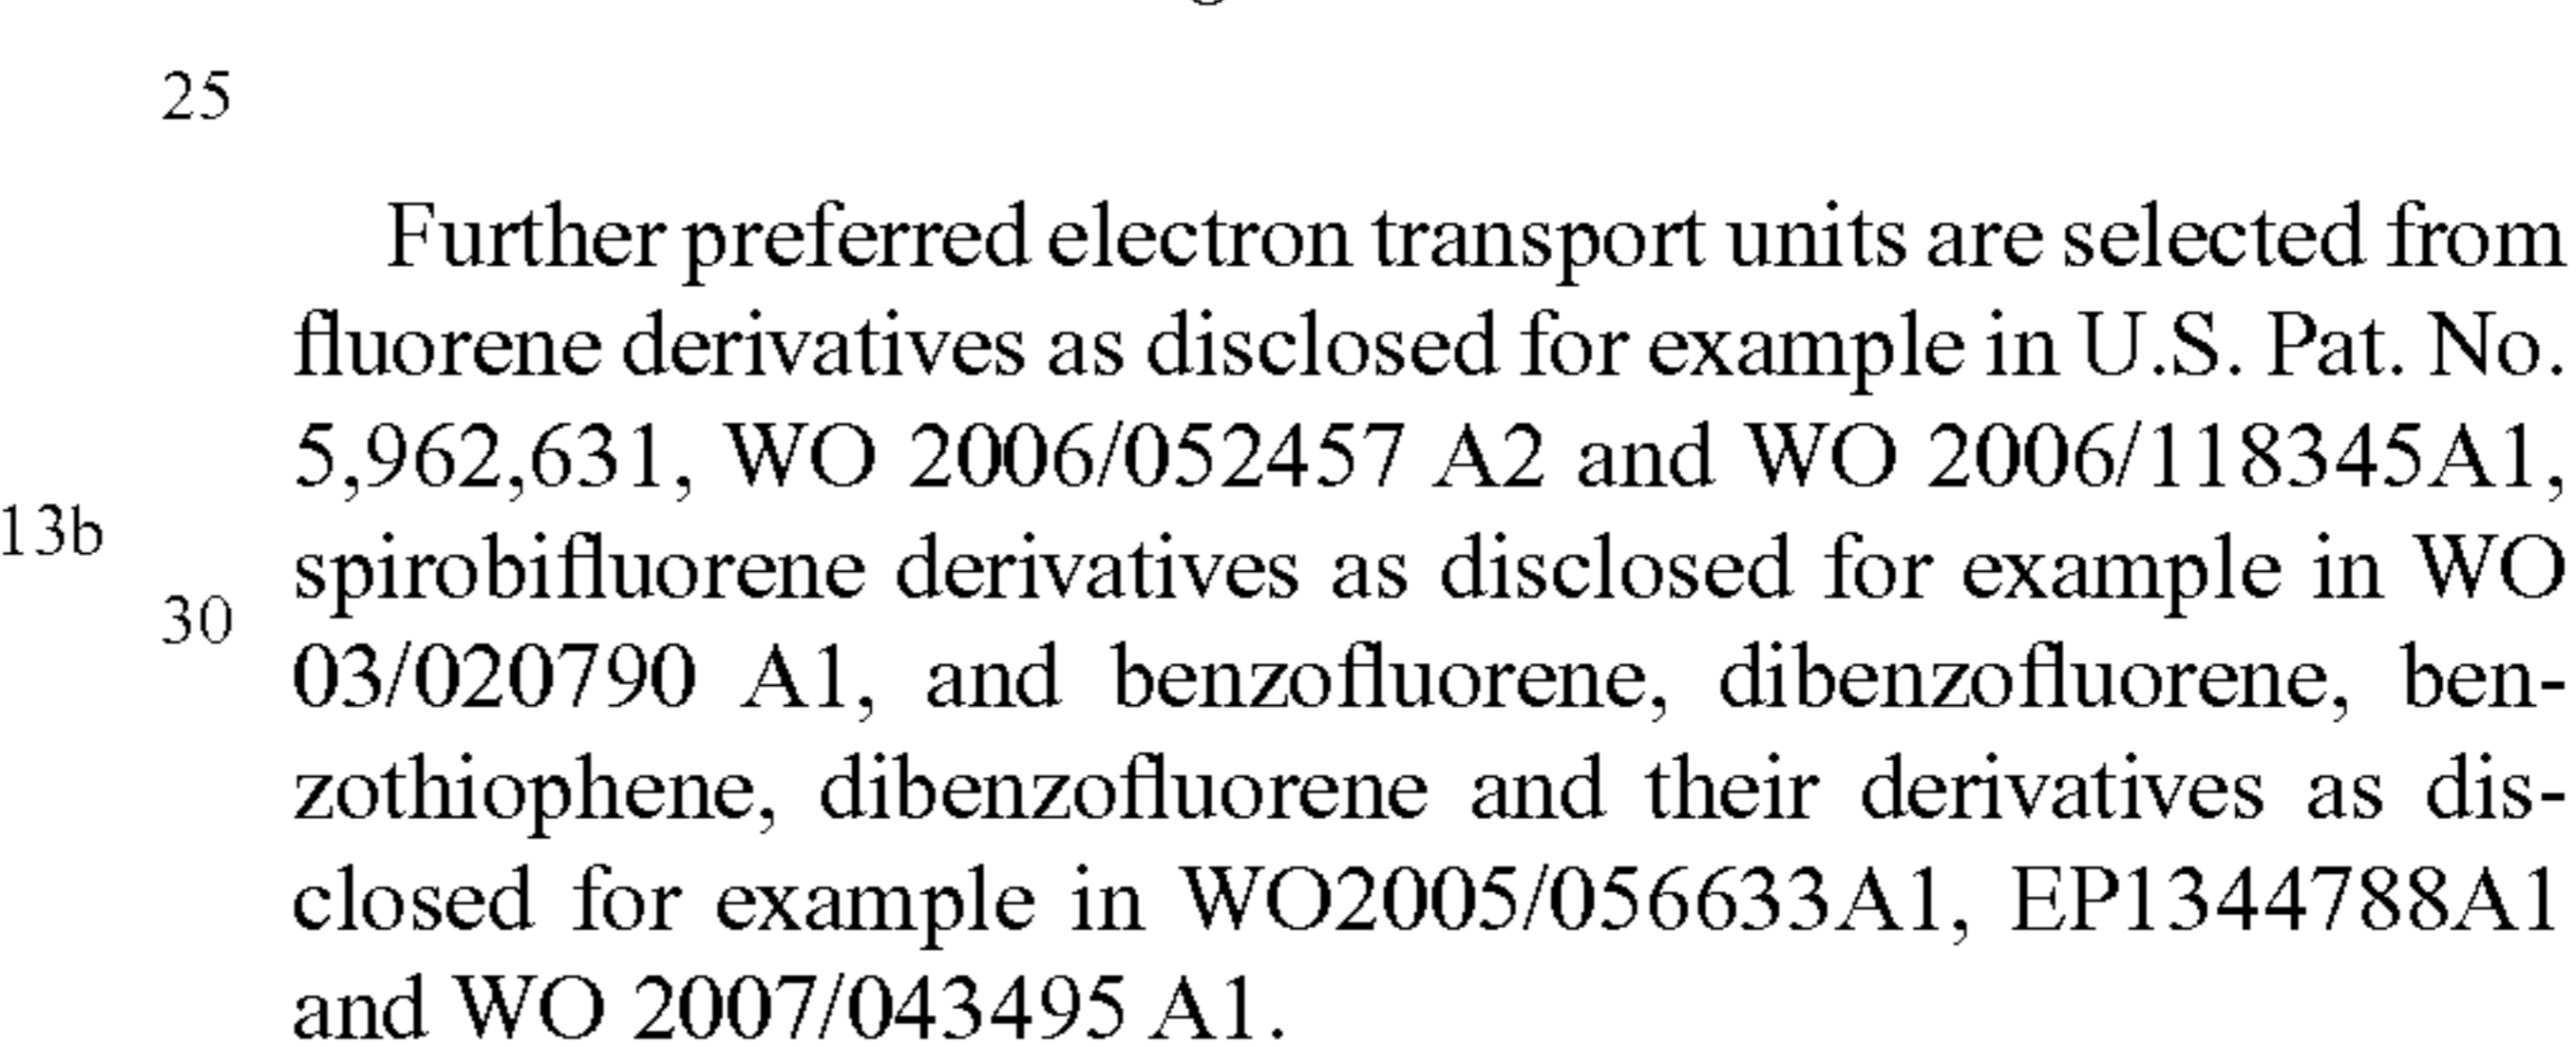 25
Further preferred electron transport units are selected from
fluorene derivatives as disclosed for example in U.S. Pat. No.
5,962,631, WO 2006/052457 A2 and WO 2006/118345A1,
13b
spirobifluorene derivatives as disclosed for example in WO
30
03/020790 A1, and benzofluorene, dibenzofluorene, ben-
zothiophene, dibenzofluorene and their derivatives as dis-
closed for example in WO2005/056633A1, EP1344788A1
and WO 2007/043495 A1.